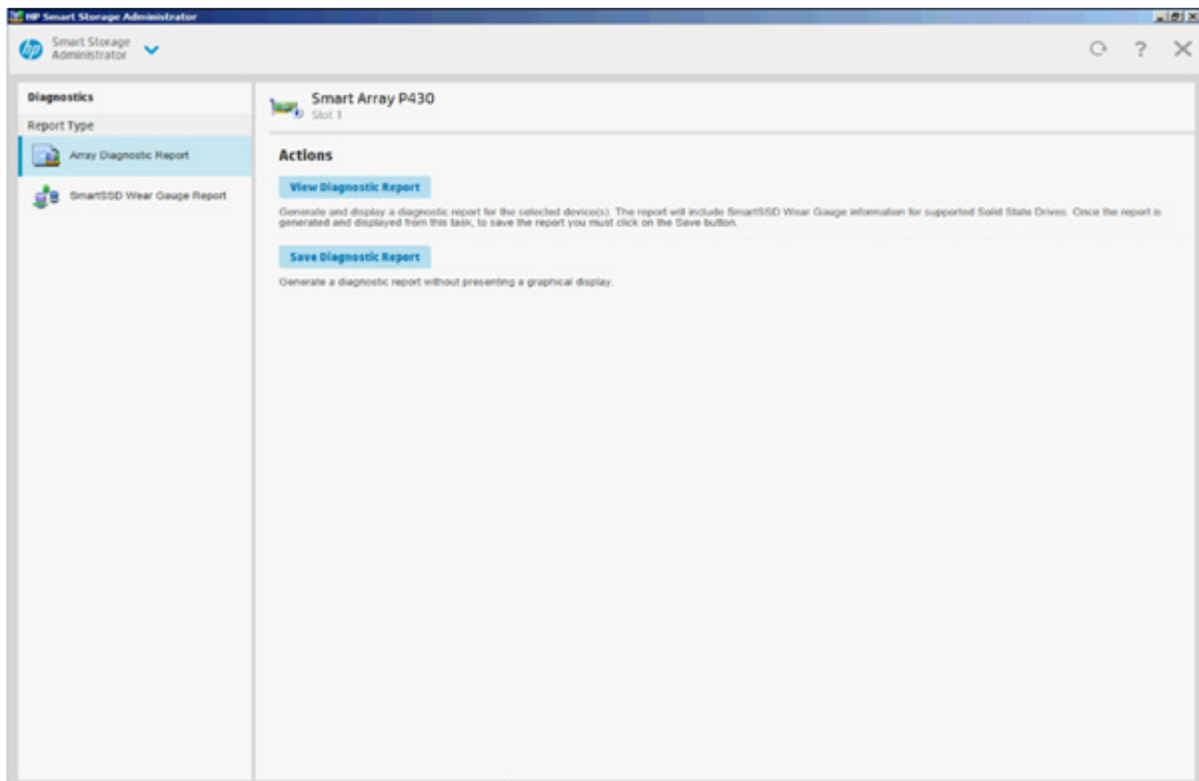 HP Smart Storage Administrator
hp
Smart Storage
Administrator
?
Diagnostics
Report Type
Array Diagnostic Report
SmartSSD Wear Gauge Report
Smart Array P430
Slot 1
Actions
View Diagnostic Report
Generate and display a diagnostic report for the selected device(s). The report will include SmartSSD Wear Gauge information for supported Solid State Drives. Once the report is
generated and displayed from this task, to save the report you must click on the Save button.
Save Diagnostic Report
Generate a diagnostic report without presenting a graphical display.